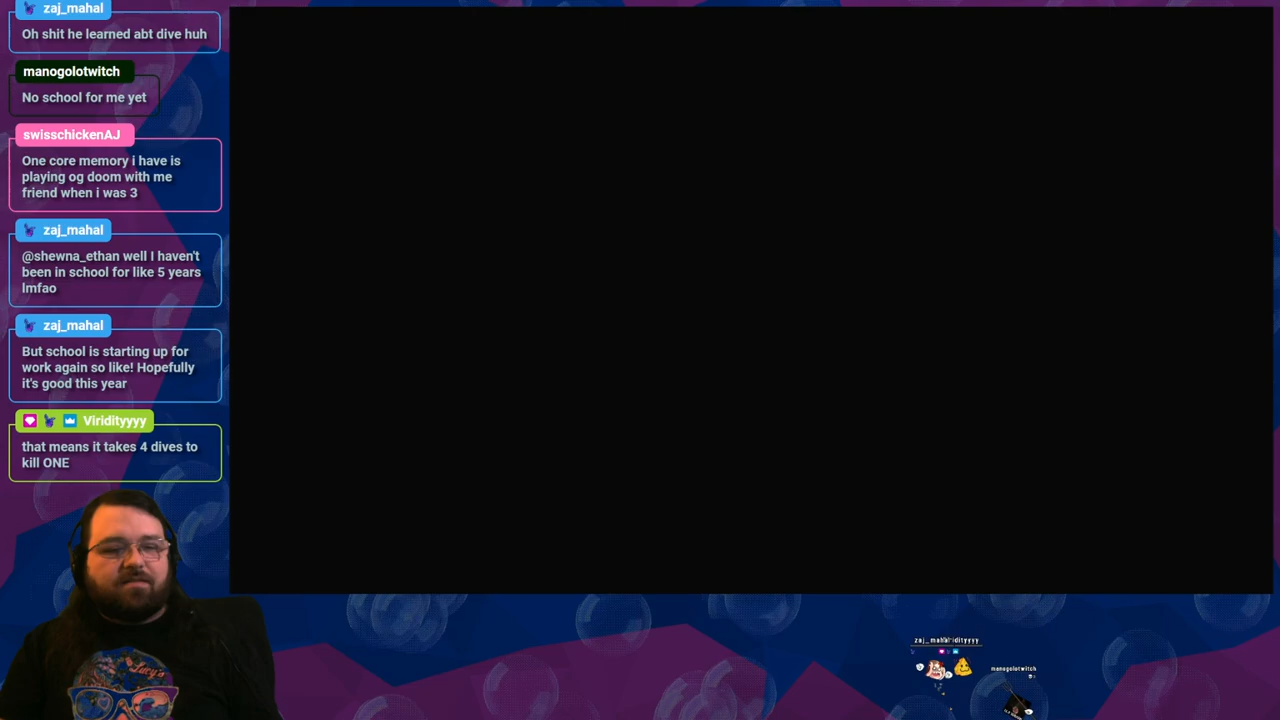 zaj_mahal
Oh shit he learned abt dive huh
manogolotwitch
No school for me yet
swisschickenAJ
One core memory i have is
playing og doom with me
friend when i was 3
zaj_mahal
@shewna_ethan well I haven't
been in school for like 5 years
lmfao
zaj_mahal
But school is starting up for
work again so like! Hopefully
it's good this year
Viridityyyy
that means it takes 4 dives to
kill ONE
Lucy's
manogolotwitch